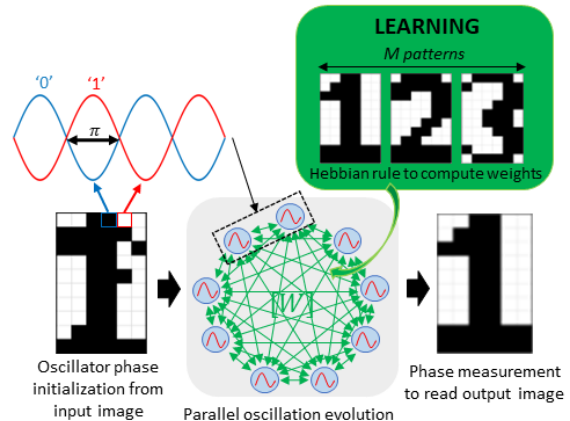 LEARNING
M patterns
Hebbian rule to compute weights
‘0’ ‘1’
π
[W]
Oscillator phase
initialization from
input image
Parallel oscillation evolution
Phase measurement
to read output image